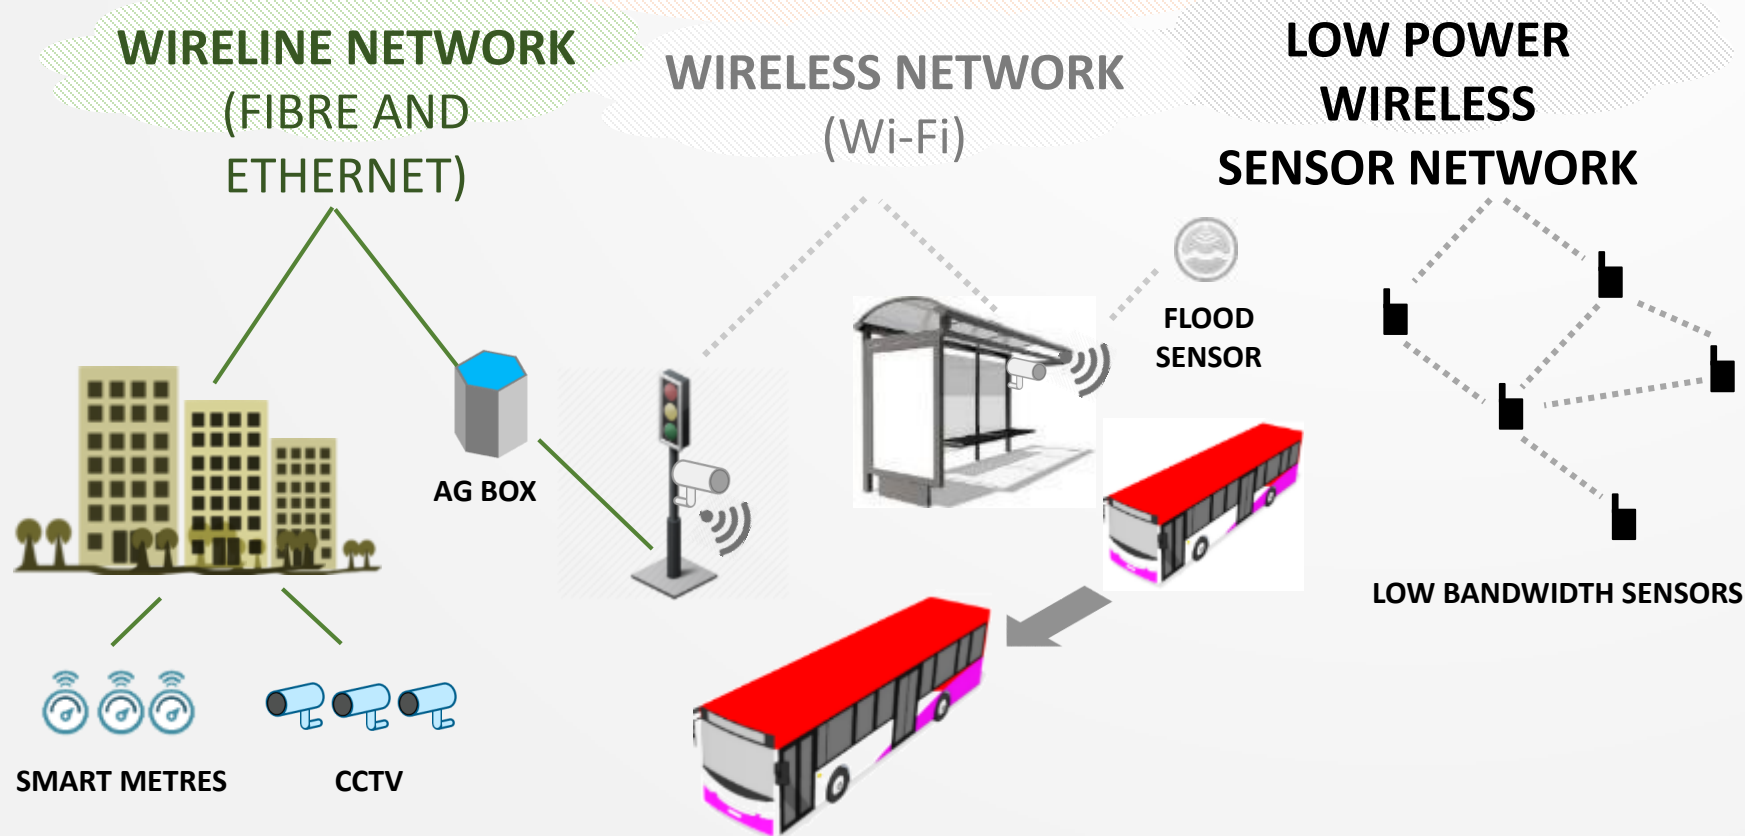 WIRELINE NETWORK
(FIBRE AND
ETHERNET)
WIRELESS NETWORK
(Wi-Fi)
LOW POWER
WIRELESS
SENSOR NETWORK
FLOOD
SENSOR
AG BOX
LOW BANDWIDTH SENSORS
SMART METRES
CCTV